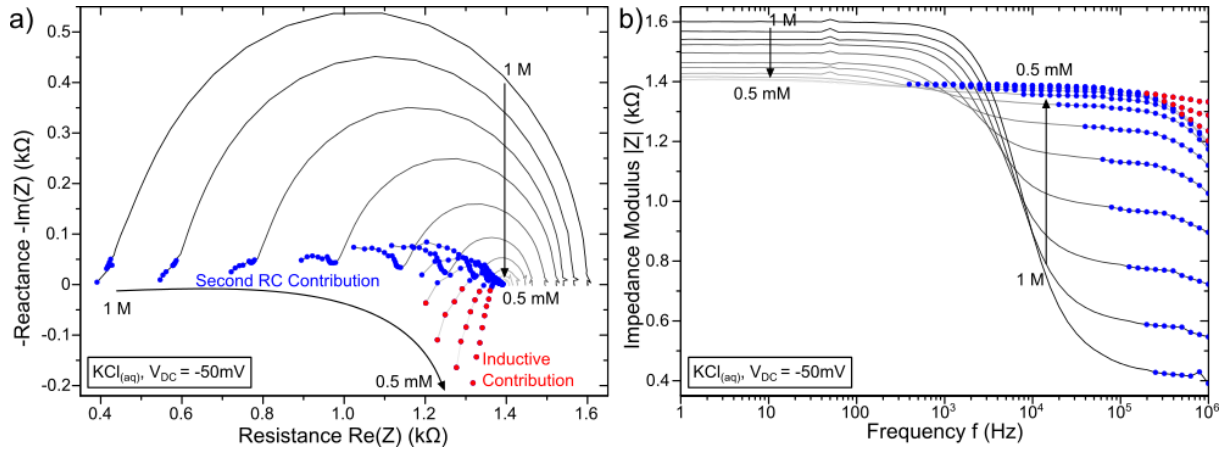 a)
-Reactance -Im(Z) (kΩ)
0.5
0.4
0.3
0.2
0.1
0
-0.1
-0.2
1 M
0.5 mM
Second RC Contribution
1 M
0.5 mM
Inductive
Contribution
KCl(aq), VDC = -50mV
0.4 0.6 0.8 1.0 1.2 1.4 1.6
Resistance Re(Z) (kΩ)
b)
Impedance Modulus |Z| (kΩ)
1.6
1.4
1.2
1.0
0.8
0.6
0.4
1 M
0.5 mM
0.5 mM
1 M
KCl(aq), VDC = -50mV
1 10 100 10³ 10⁴ 10⁵ 10⁶
Frequency f (Hz)